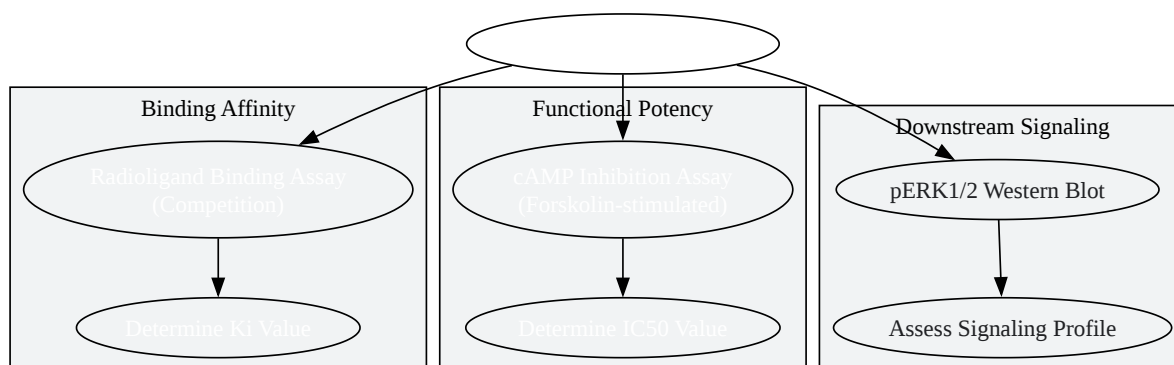 Binding Affinity
Functional Potency
Downstream Signaling
Radioligand Binding Assay
(Competition)
cAMP Inhibition Assay
(Forskolin-stimulated)
pERK1/2 Western Blot
Determine Ki Value
Determine IC50 Value
Assess Signaling Profile